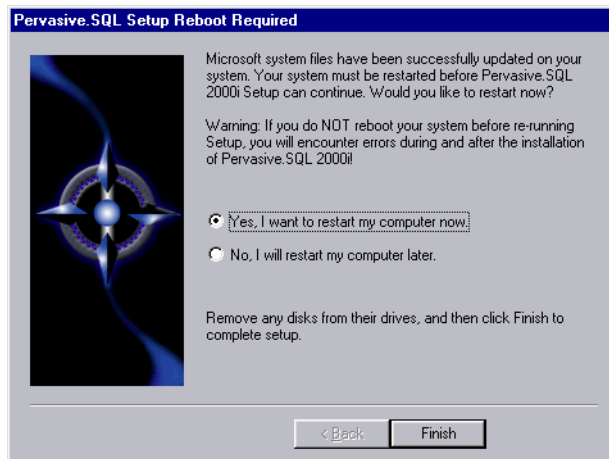 Pervasive.SQL Setup Reboot Required
Microsoft system files have been successfully updated on your
system. Your system must be restarted before Pervasive.SQL
2000i Setup can continue. Would you like to restart now?
Warning: If you do NOT reboot your system before re-running
Setup, you will encounter errors during and after the installation
of Pervasive.SQL 2000i!
Yes, I want to restart my computer now.
No, I will restart my computer later.
Remove any disks from their drives, and then click Finish to
complete setup.
< Back
Finish